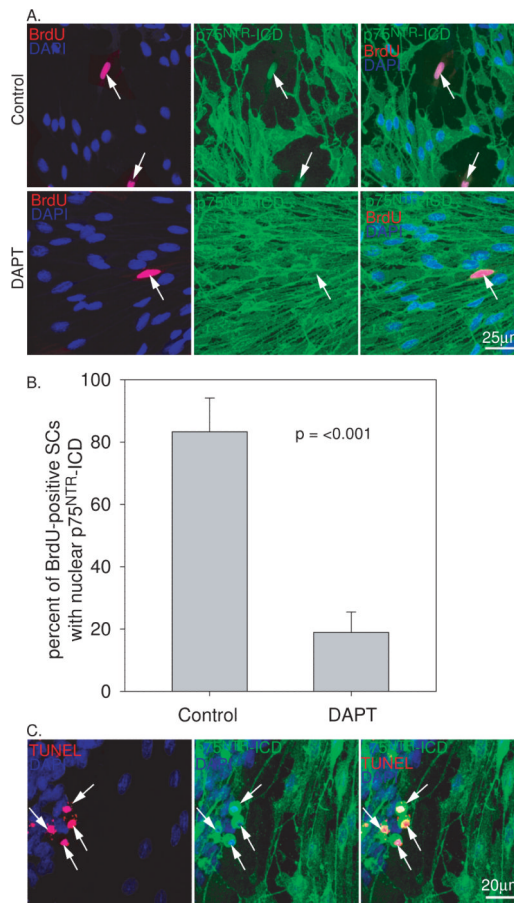 A.
BrdU
DAPI
p75NTR-ICD
p75NTR-ICD
BrdU
DAPI
Control
BrdU
DAPI
p75NTR-ICD
p75NTR-ICD
BrdU
DAPI
DAPT
25μm
B.
percent of BrdU-positive SCs
with nuclear p75NTR-ICD
100
80
60
40
20
0
p = <0.001
Control
DAPT
C.
TUNEL
DAPI
p75NTR-ICD
DAPI
p75NTR-ICD
TUNEL
DAPI
20μm